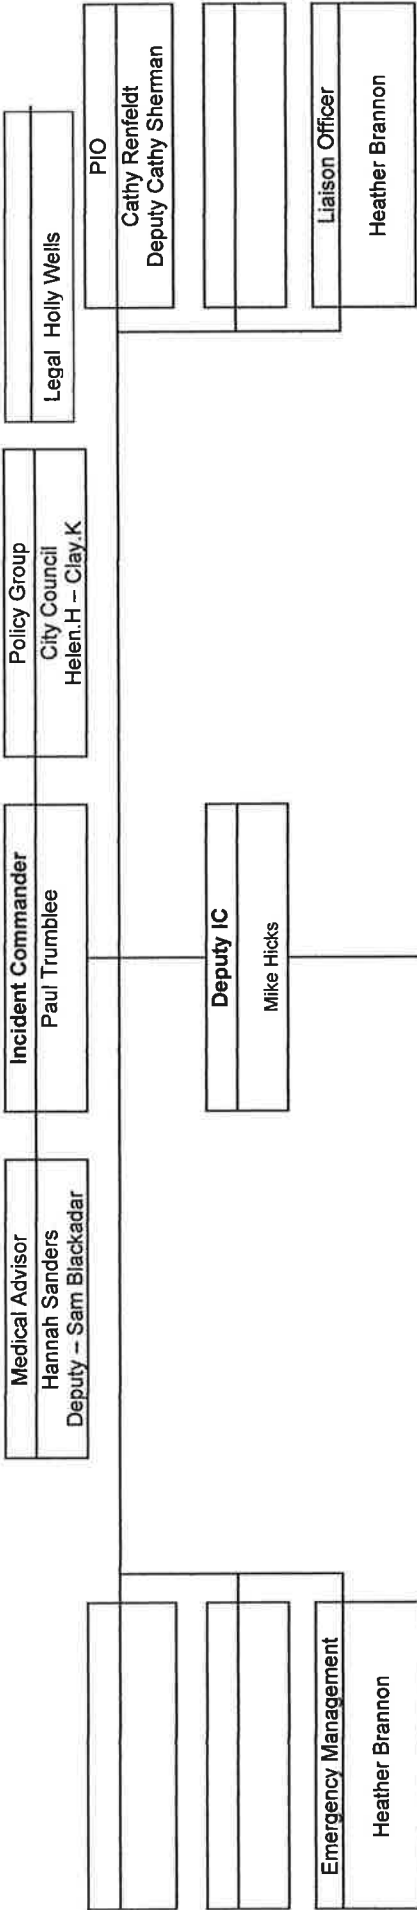 Medical Advisor
Hannah Sanders
Deputy – Sam Blackadar
Incident Commander
Paul Trumblee
Policy Group
City Council
Helen.H – Clay.K
Legal Holly Wells
PIO
Cathy Renfeldt
Deputy Cathy Sherman
Deputy IC
Mike Hicks
Emergency Management
Heather Brannon
Liaison Officer
Heather Brannon